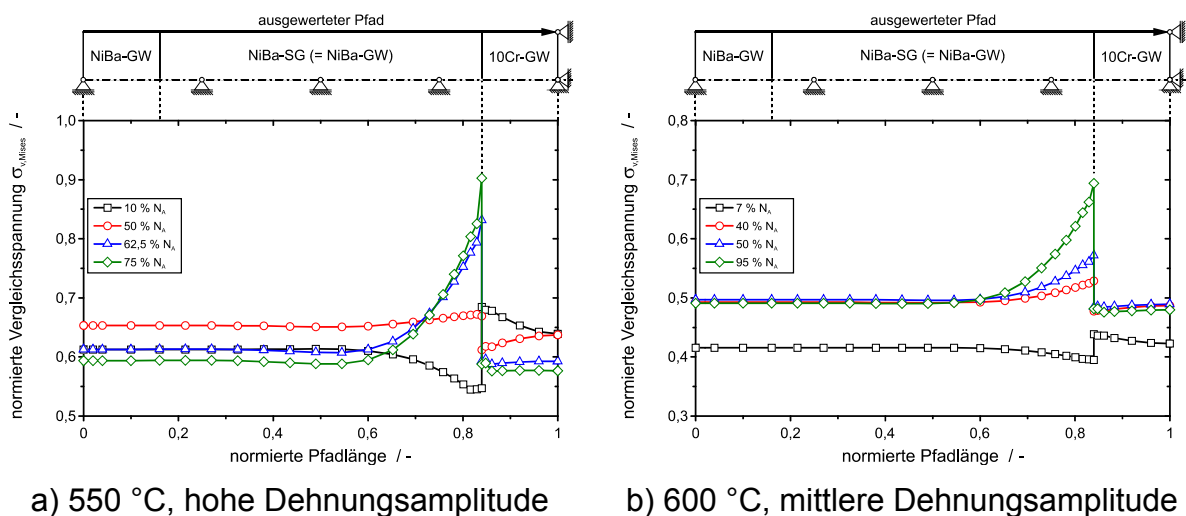 ausgewerteter Pfad
NiBa-GW
NiBa-SG (= NiBa-GW)
10Cr-GW
normierte Vergleichsspannung σv,Mises / -
1,0
0,9
0,8
0,7
0,6
0,5
10 % NA
50 % NA
62,5 % NA
75 % NA
0
0,2
0,4
0,6
0,8
1
normierte Pfadlänge / -
a) 550 °C, hohe Dehnungsamplitude
ausgewerteter Pfad
NiBa-GW
NiBa-SG (= NiBa-GW)
10Cr-GW
normierte Vergleichsspannung σv,Mises / -
0,8
0,7
0,6
0,5
0,4
0,3
7 % NA
40 % NA
50 % NA
95 % NA
0
0,2
0,4
0,6
0,8
1
normierte Pfadlänge / -
b) 600 °C, mittlere Dehnungsamplitude